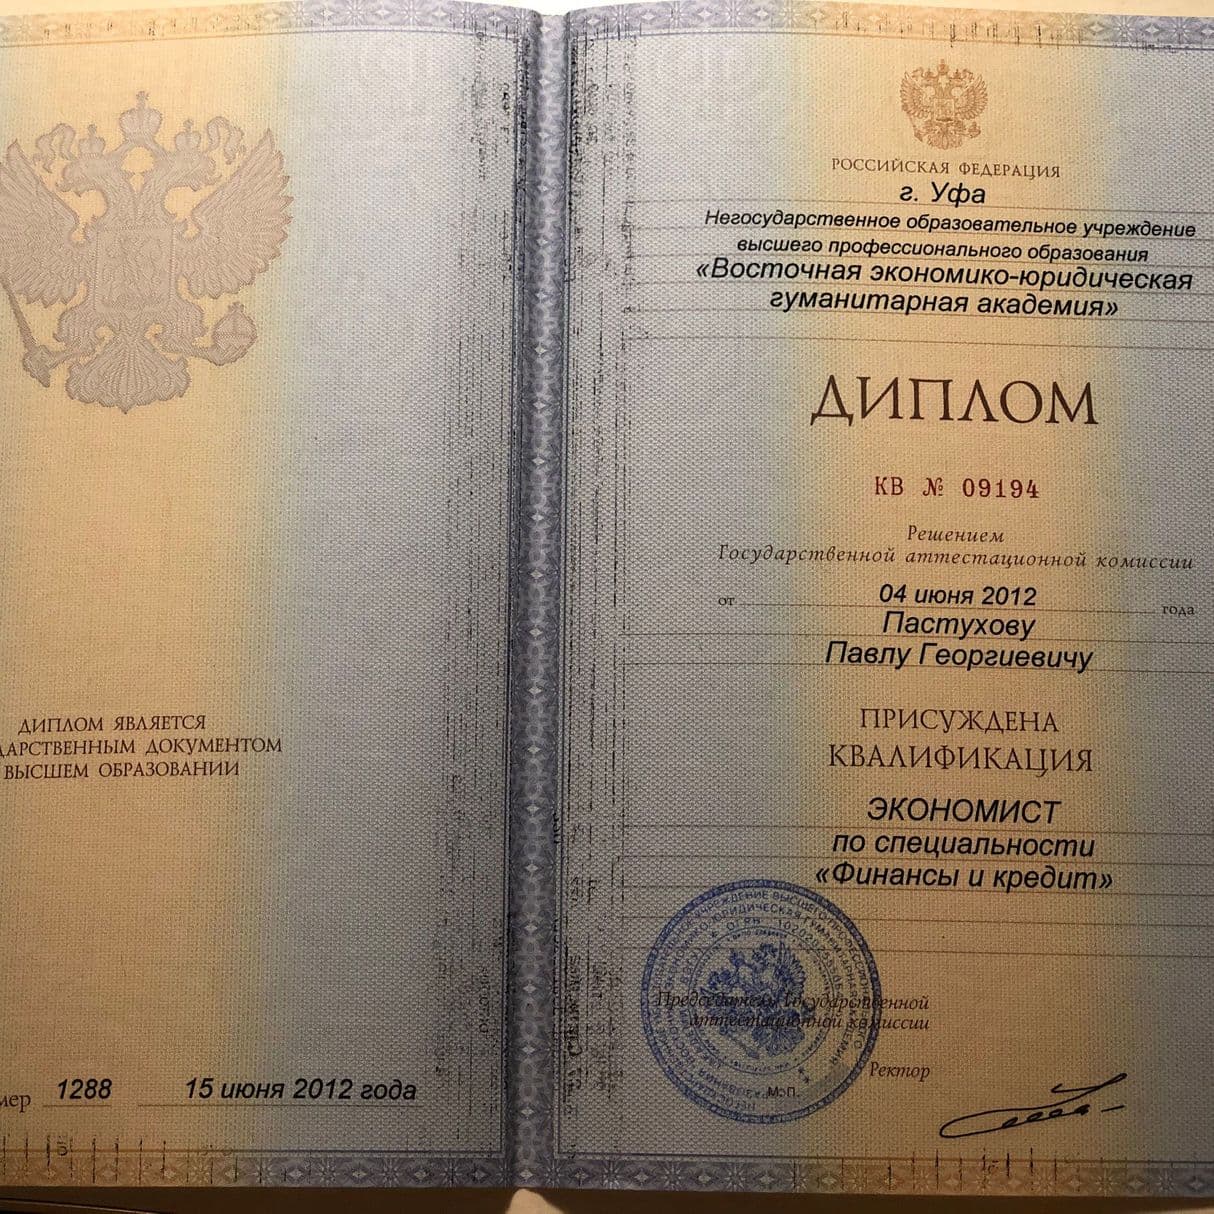 ДИПЛОМ ЯВЛЯЕТСЯ
ДАРСТВЕННЫМ ДОКУМЕНТОМ
ВЫСШЕМ ОБРАЗОВАНИИ
мер 1288 15 июня 2012 года
РОССИЙСКАЯ ФЕДЕРАЦИЯ
г. Уфа
Негосударственное образовательное учреждение
высшего профессионального образования
«Восточная экономико-юридическая
гуманитарная академия»
ДИПЛОМ
КВ № 09194
Решением
Государственной аттестационной комиссии
от 04 июня 2012 года
Пастухову
Павлу Георгиевичу
ПРИСУЖДЕНА
КВАЛИФИКАЦИЯ
ЭКОНОМИСТ
по специальности
«Финансы и кредит»
Председатель Государственной
аттестационной комиссии
Ректор
М.П.